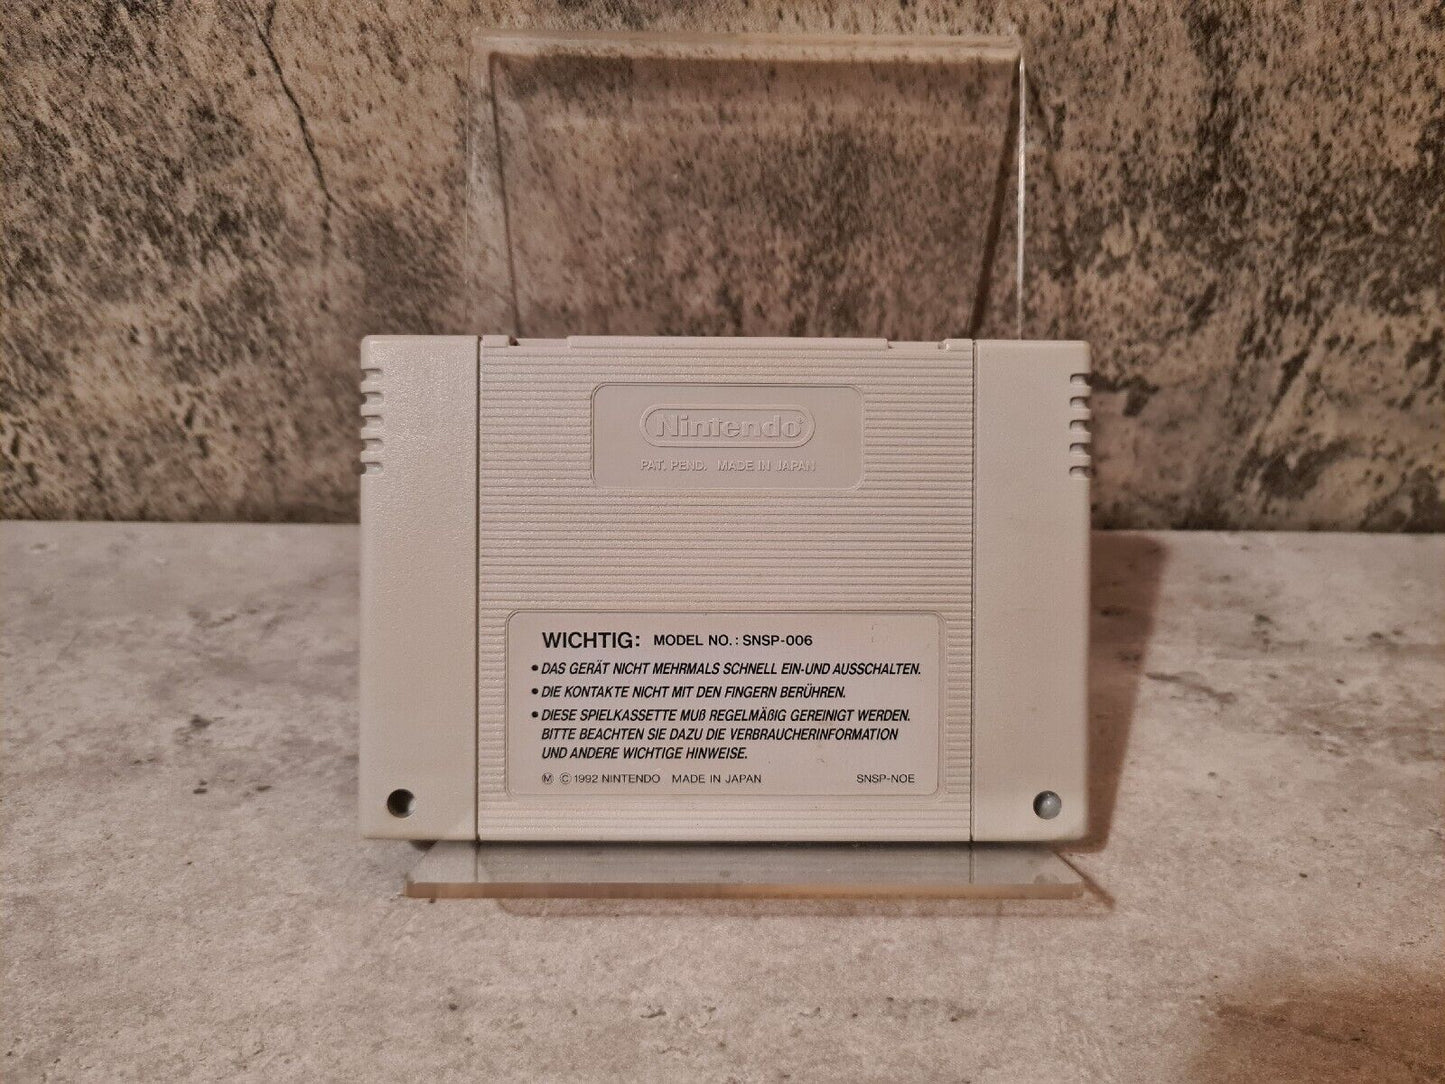 Nintendo®
PAT. PEND. MADE IN JAPAN
WICHTIG: MODEL NO.: SNSP-006
• DAS GERÄT NICHT MEHRMALS SCHNELL EIN-UND AUSSCHALTEN.
• DIE KONTAKTE NICHT MIT DEN FINGERN BERÜHREN.
• DIESE SPIELKASSETTE MUß REGELMÄßIG GEREINIGT WERDEN.
BITTE BEACHTEN SIE DAZU DIE VERBRAUCHERINFORMATION
UND ANDERE WICHTIGE HINWEISE.
Ⓜ © 1992 NINTENDO MADE IN JAPAN SNSP-NOE